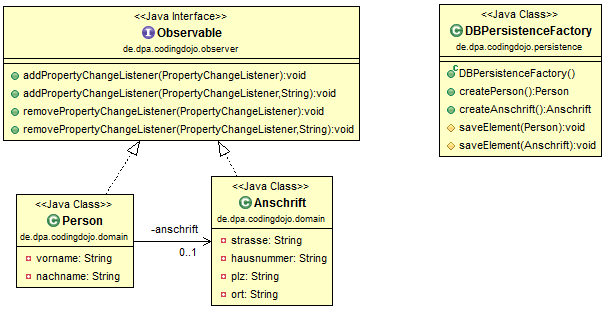 <<Java Interface>>
Observable
de.dpa.codingdojo.observer
addPropertyChangeListener(PropertyChangeListener):void
addPropertyChangeListener(PropertyChangeListener,String):void
removePropertyChangeListener(PropertyChangeListener):void
removePropertyChangeListener(PropertyChangeListener,String):void
<<Java Class>>
DBPersistenceFactory
de.dpa.codingdojo.persistence
DBPersistenceFactory()
createPerson():Person
createAnschrift():Anschrift
saveElement(Person):void
saveElement(Anschrift):void
<<Java Class>>
Person
de.dpa.codingdojo.domain
vorname: String
nachname: String
-anschrift
0..1
<<Java Class>>
Anschrift
de.dpa.codingdojo.domain
strasse: String
hausnummer: String
plz: String
ort: String